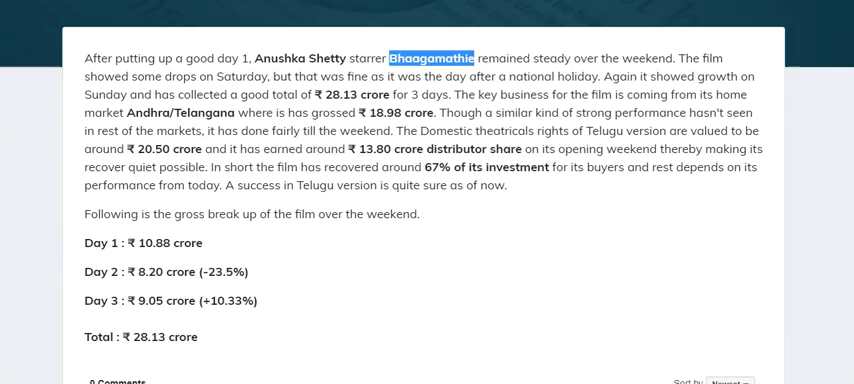 After putting up a good day 1, Anushka Shetty starrer Bhaagamathie remained steady over the weekend. The film
showed some drops on Saturday, but that was fine as it was the day after a national holiday. Again it showed growth on
Sunday and has collected a good total of ₹ 28.13 crore for 3 days. The key business for the film is coming from its home
market Andhra/Telangana where is has grossed ₹ 18.98 crore. Though a similar kind of strong performance hasn't seen
in rest of the markets, it has done fairly till the weekend. The Domestic theatricals rights of Telugu version are valued to be
around ₹ 20.50 crore and it has earned around ₹ 13.80 crore distributor share on its opening weekend thereby making its
recover quiet possible. In short the film has recovered around 67% of its investment for its buyers and rest depends on its
performance from today. A success in Telugu version is quite sure as of now.
Following is the gross break up of the film over the weekend.
Day 1 : ₹ 10.88 crore
Day 2 : ₹ 8.20 crore (-23.5%)
Day 3 : ₹ 9.05 crore (+10.33%)
Total : ₹ 28.13 crore
0 Comments Sort by Newest